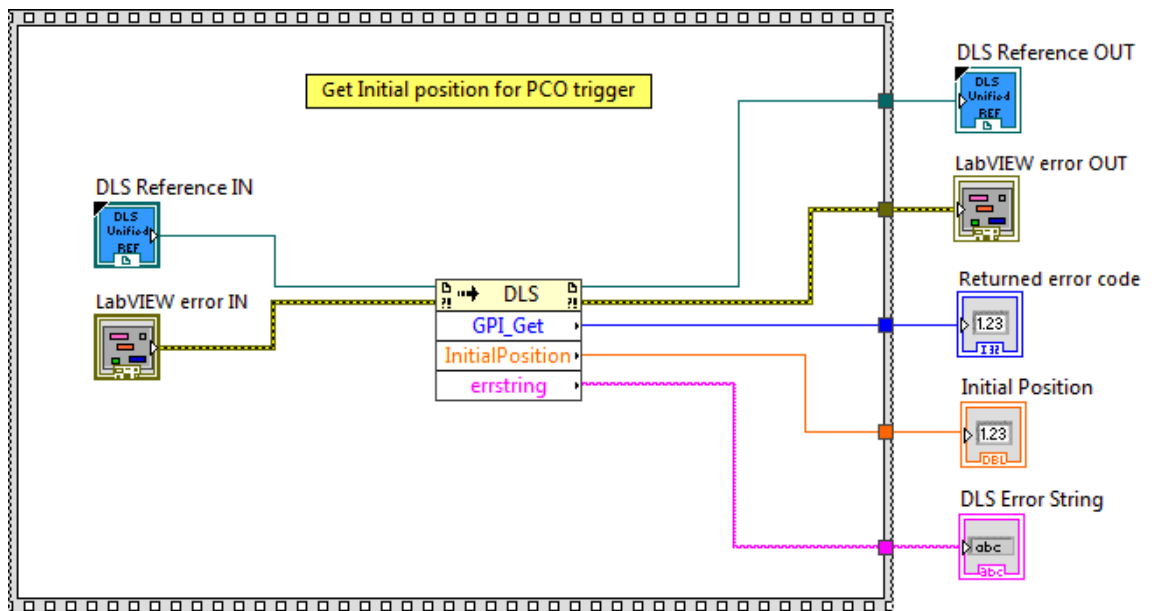 Get Initial position for PCO trigger
DLS Reference IN
DLS
Unified
REF
LabVIEW error IN
DLS
GPI_Get
InitialPosition
errstring
DLS Reference OUT
DLS
Unified
REF
LabVIEW error OUT
Returned error code
1.23
I32
Initial Position
1.23
DBL
DLS Error String
abc
abc